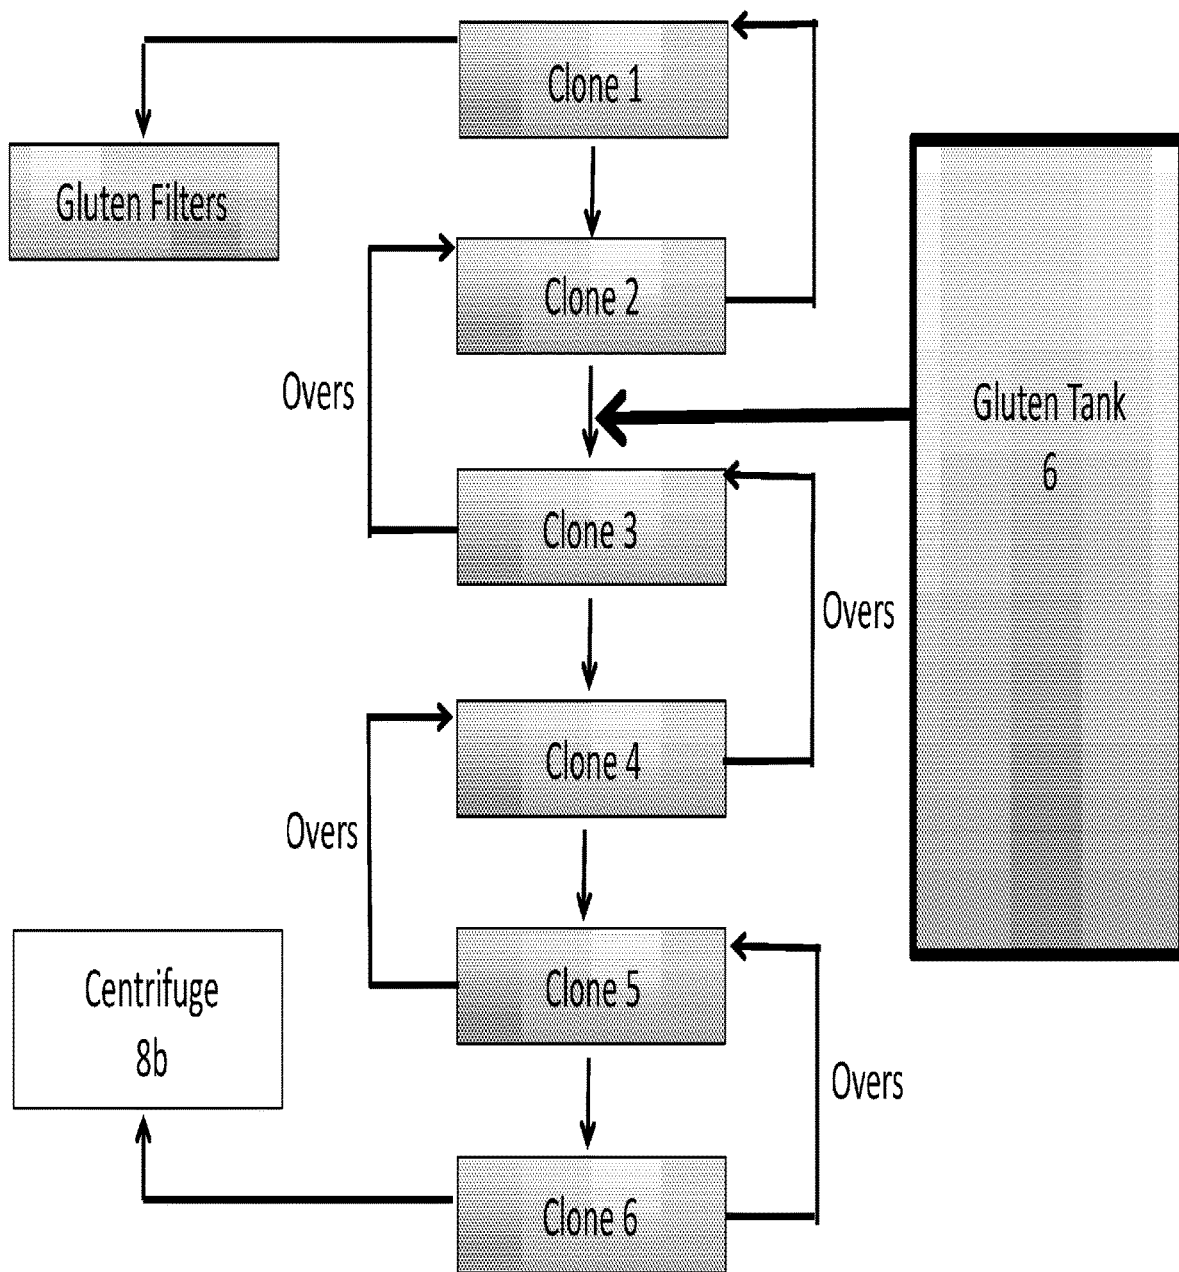 Clone 1
Gluten Filters
Clone 2
Overs
Gluten Tank
6
Clone 3
Overs
Clone 4
Overs
Clone 5
Centrifuge
8b
Overs
Clone 6